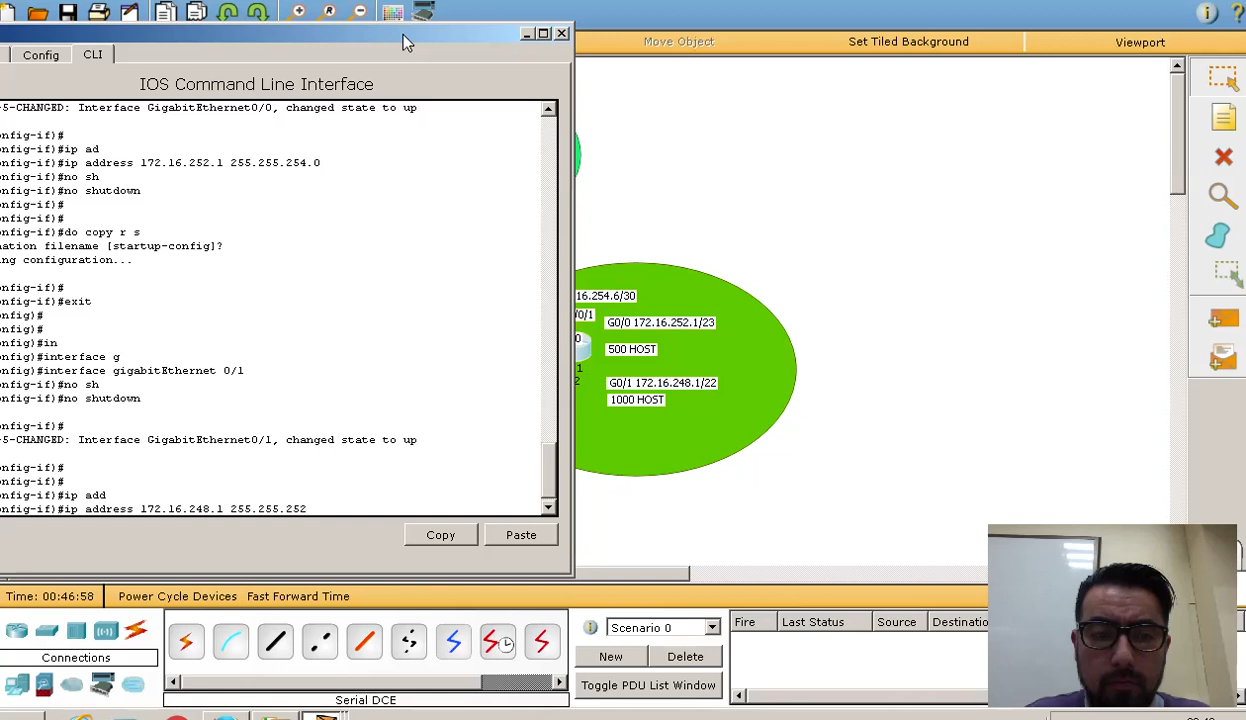 Move Object
Set Tiled Background
Viewport
Config
CLI
IOS Command Line Interface
-5-CHANGED: Interface GigabitEthernet0/0, changed state to up
onfig-if)#
onfig-if)#ip ad
onfig-if)#ip address 172.16.252.1 255.255.254.0
onfig-if)#no sh
onfig-if)#no shutdown
onfig-if)#
onfig-if)#
onfig-if)#do copy r s
nation filename [startup-config]?
ing configuration...
onfig-if)#
onfig-if)#exit
onfig)#
onfig)#
onfig)#in
onfig)#interface g
onfig)#interface gigabitEthernet 0/1
onfig-if)#no sh
onfig-if)#no shutdown
onfig-if)#
-5-CHANGED: Interface GigabitEthernet0/1, changed state to up
onfig-if)#
onfig-if)#
onfig-if)#ip add
onfig-if)#ip address 172.16.248.1 255.255.252
Copy
Paste
16.254.6/30
/0/1
G0/0 172.16.252.1/23
0
500 HOST
1
2
G0/1 172.16.248.1/22
1000 HOST
Time: 00:46:58
Power Cycle Devices
Fast Forward Time
Connections
Serial DCE
Scenario 0
New
Delete
Toggle PDU List Window
Fire
Last Status
Source
Destinatio